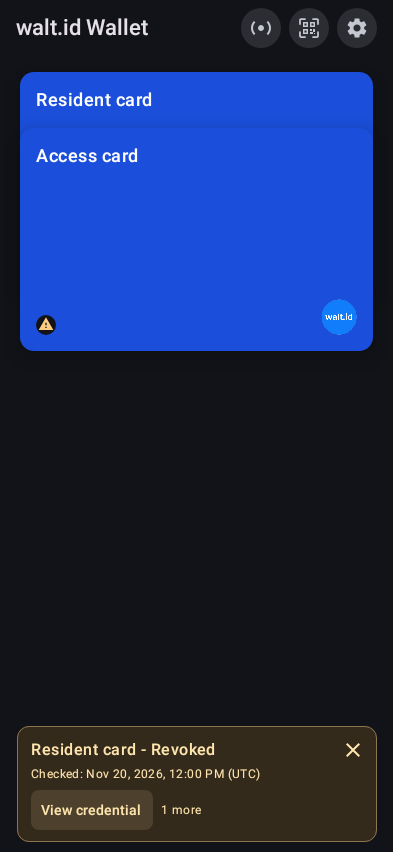 walt.id Wallet
Resident card
Access card
walt.id
Resident card - Revoked
Checked: Nov 20, 2026, 12:00 PM (UTC)
View credential
1 more